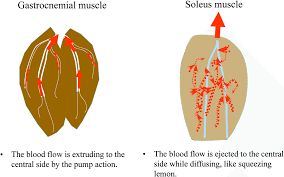 Gastrocnemial muscle
Soleus muscle
• The blood flow is extruding to the
central side by the pump action.
• The blood flow is ejected to the central
side while diffusing, like squeezing
lemon.